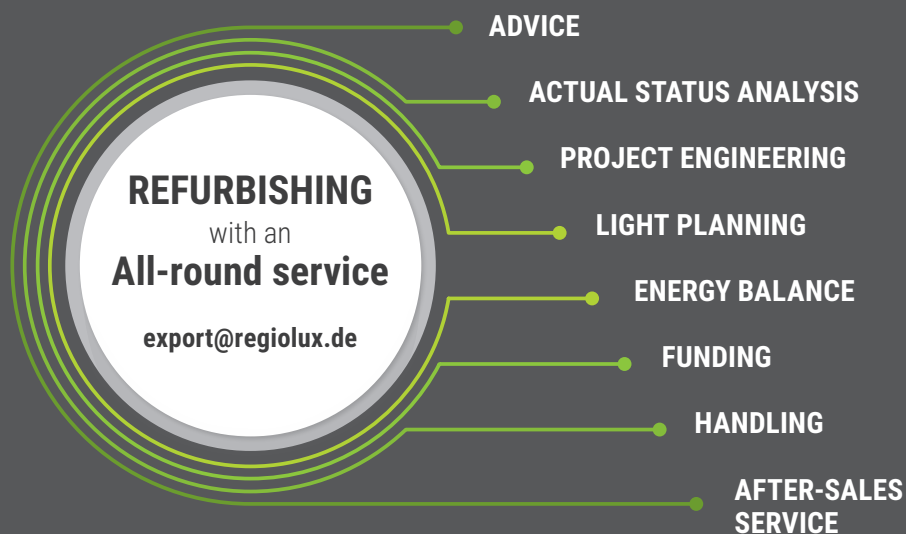 REFURBISHING
with an
All-round service
export@regiolux.de
ADVICE
ACTUAL STATUS ANALYSIS
PROJECT ENGINEERING
LIGHT PLANNING
ENERGY BALANCE
FUNDING
HANDLING
AFTER-SALES
SERVICE